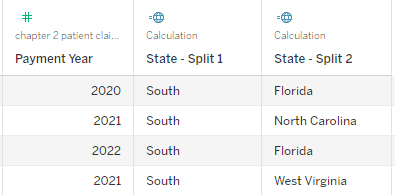 chapter 2 patient clai... Calculation Calculation
Payment Year State - Split 1 State - Split 2
2020 South Florida
2021 South North Carolina
2022 South Florida
2021 South West Virginia